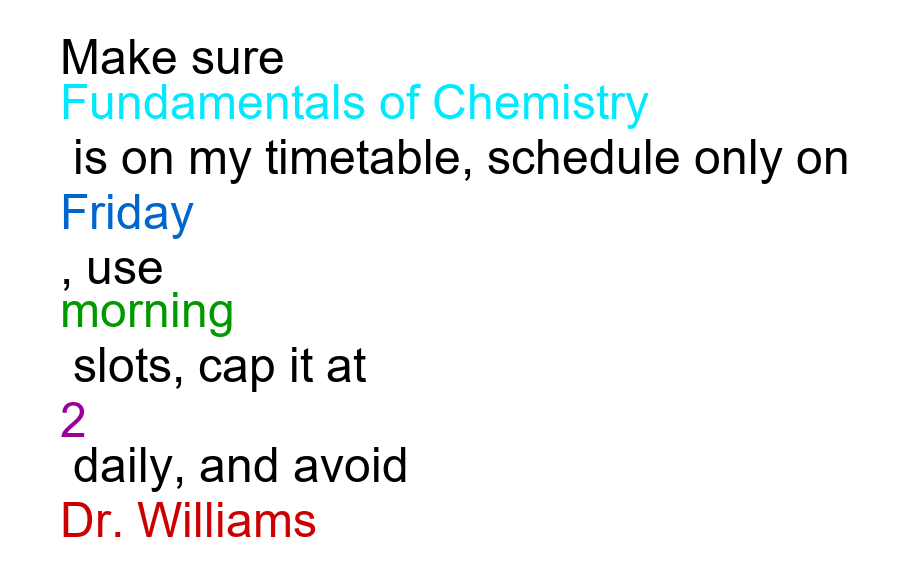 Make sure
Fundamentals of Chemistry
is on my timetable, schedule only on
Friday
, use
morning
slots, cap it at
2
daily, and avoid
Dr. Williams